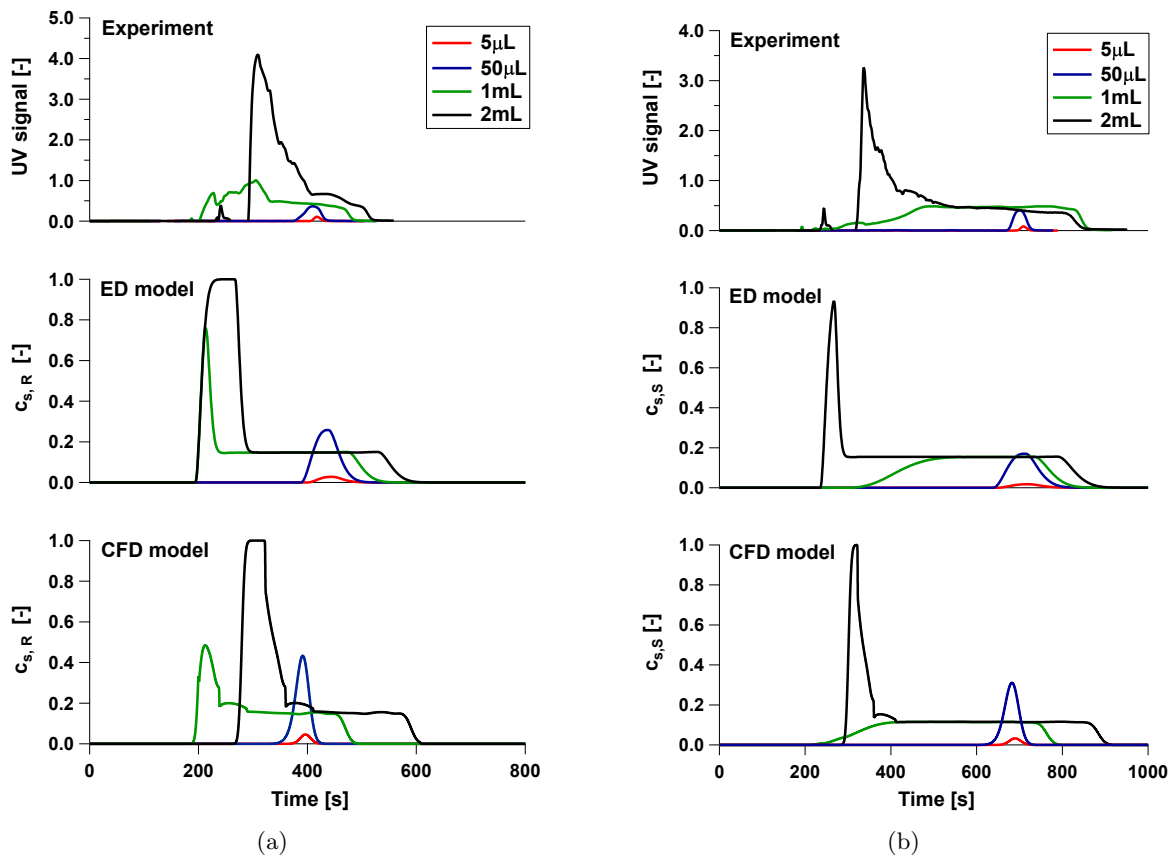 Experiment
UV signal [-]
5.0
4.0
3.0
2.0
1.0
0.0
5µL
50µL
1mL
2mL
ED model
c_s, R [-]
1.0
0.8
0.6
0.4
0.2
0.0
CFD model
c_s, R [-]
1.0
0.8
0.6
0.4
0.2
0.0
0 200 400 600 800
Time [s]
(a)
Experiment
UV signal [-]
4.0
3.0
2.0
1.0
0.0
5µL
50µL
1mL
2mL
ED model
c_s,S [-]
1.0
0.8
0.6
0.4
0.2
0.0
CFD model
c_s,S [-]
1.0
0.8
0.6
0.4
0.2
0.0
0 200 400 600 800 1000
Time [s]
(b)